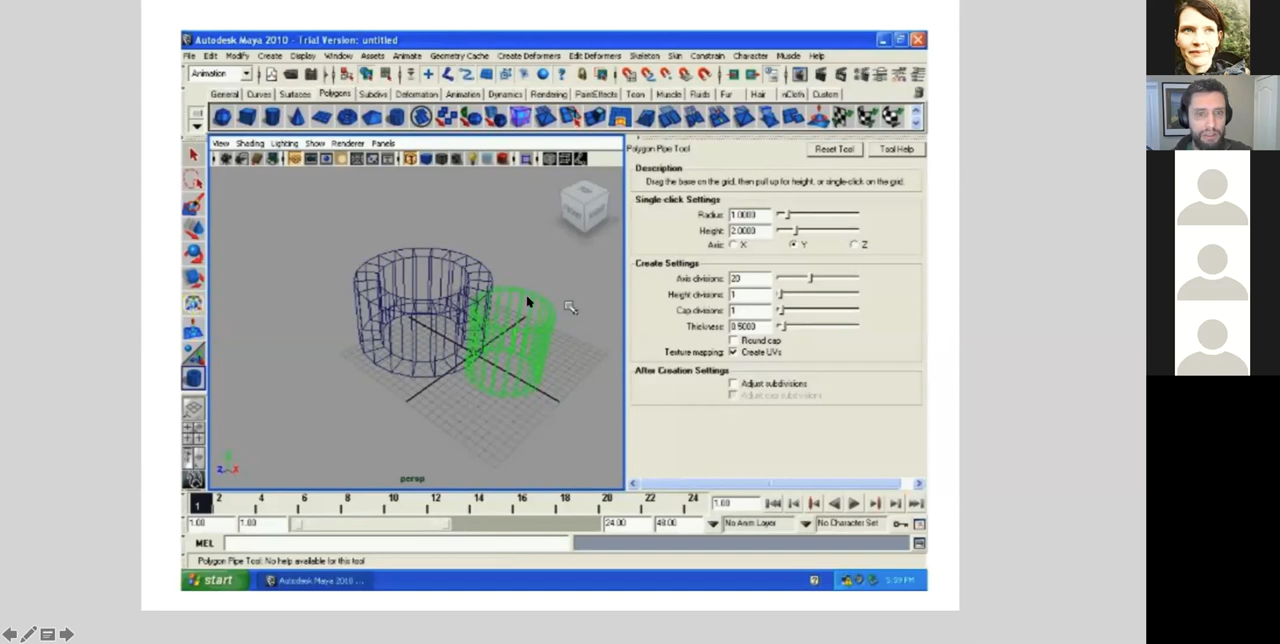 Autodesk Maya 2010 - Trial Version: untitled
File Edit Modify Create Display Window Assets Animate Geometry Cache Create Deformers Edit Deformers Skeleton Skin Constrain Character Muscle Help
Animation
General Curves Surfaces Polygons Subdivs Deformation Animation Dynamics Rendering PaintEffects Toon Muscle Fluids Fur Hair nCloth Custom
View Shading Lighting Show Renderer Panels
Polygon Pipe Tool
Reset Tool Tool Help
Description
Drag the base on the grid, then pull up for height, or single-click on the grid.
Single-click Settings
Radius: 1.0000
Height: 2.0000
Axis: X Y Z
Create Settings
Axis divisions: 20
Height divisions: 1
Cap divisions: 1
Thickness: 0.5000
Round cap
Texture mapping: Create UVs
After Creation Settings
Adjust subdivisions
Adjust cap subdivisions
Z X
persp
1 2 4 6 8 10 12 14 16 18 20 22 24 1.00
1.00 1.00 24.00 48.00 No Anim Layer No Character Set
MEL
Polygon Pipe Tool: No help available for this tool
start Autodesk Maya 2010 ... 5:59 PM